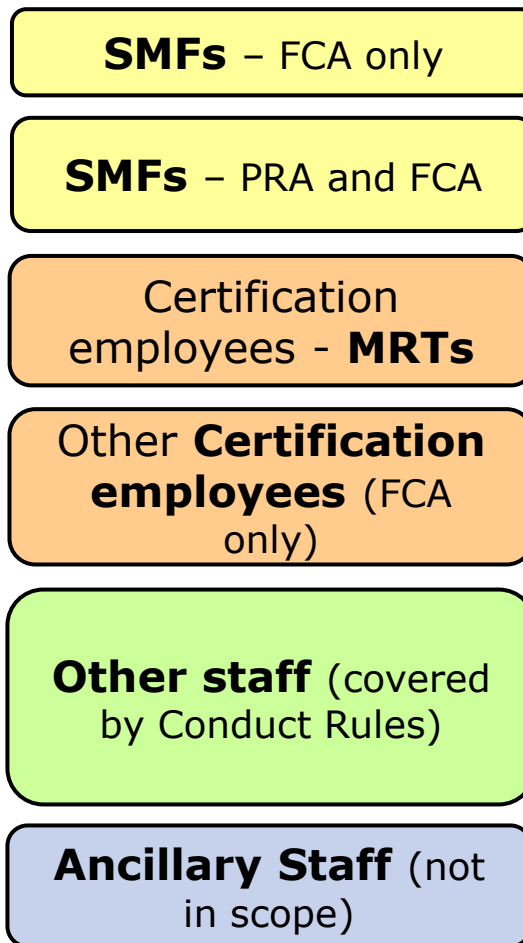 SMFs – FCA only
SMFs – PRA and FCA
Certification
employees - MRTs
Other Certification
employees (FCA
only)
Other staff (covered
by Conduct Rules)
Ancillary Staff (not
in scope)